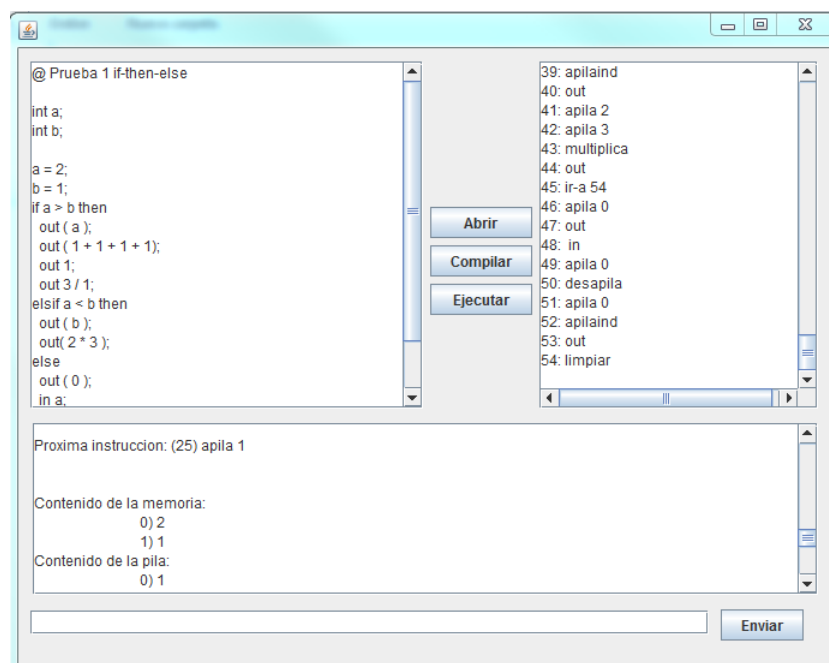 @ Prueba 1 if-then-else
int a;
int b;
a = 2;
b = 1;
if a > b then
out ( a );
out ( 1 + 1 + 1 + 1);
out 1;
out 3 / 1;
elsif a < b then
out ( b );
out( 2 * 3 );
else
out ( 0 );
in a;
Abrir
Compilar
Ejecutar
39: apilaind
40: out
41: apila 2
42: apila 3
43: multiplica
44: out
45: ir-a 54
46: apila 0
47: out
48: in
49: apila 0
50: desapila
51: apila 0
52: apilaind
53: out
54: limpiar
Proxima instruccion: (25) apila 1
Contenido de la memoria:
0) 2
1) 1
Contenido de la pila:
0) 1
Enviar